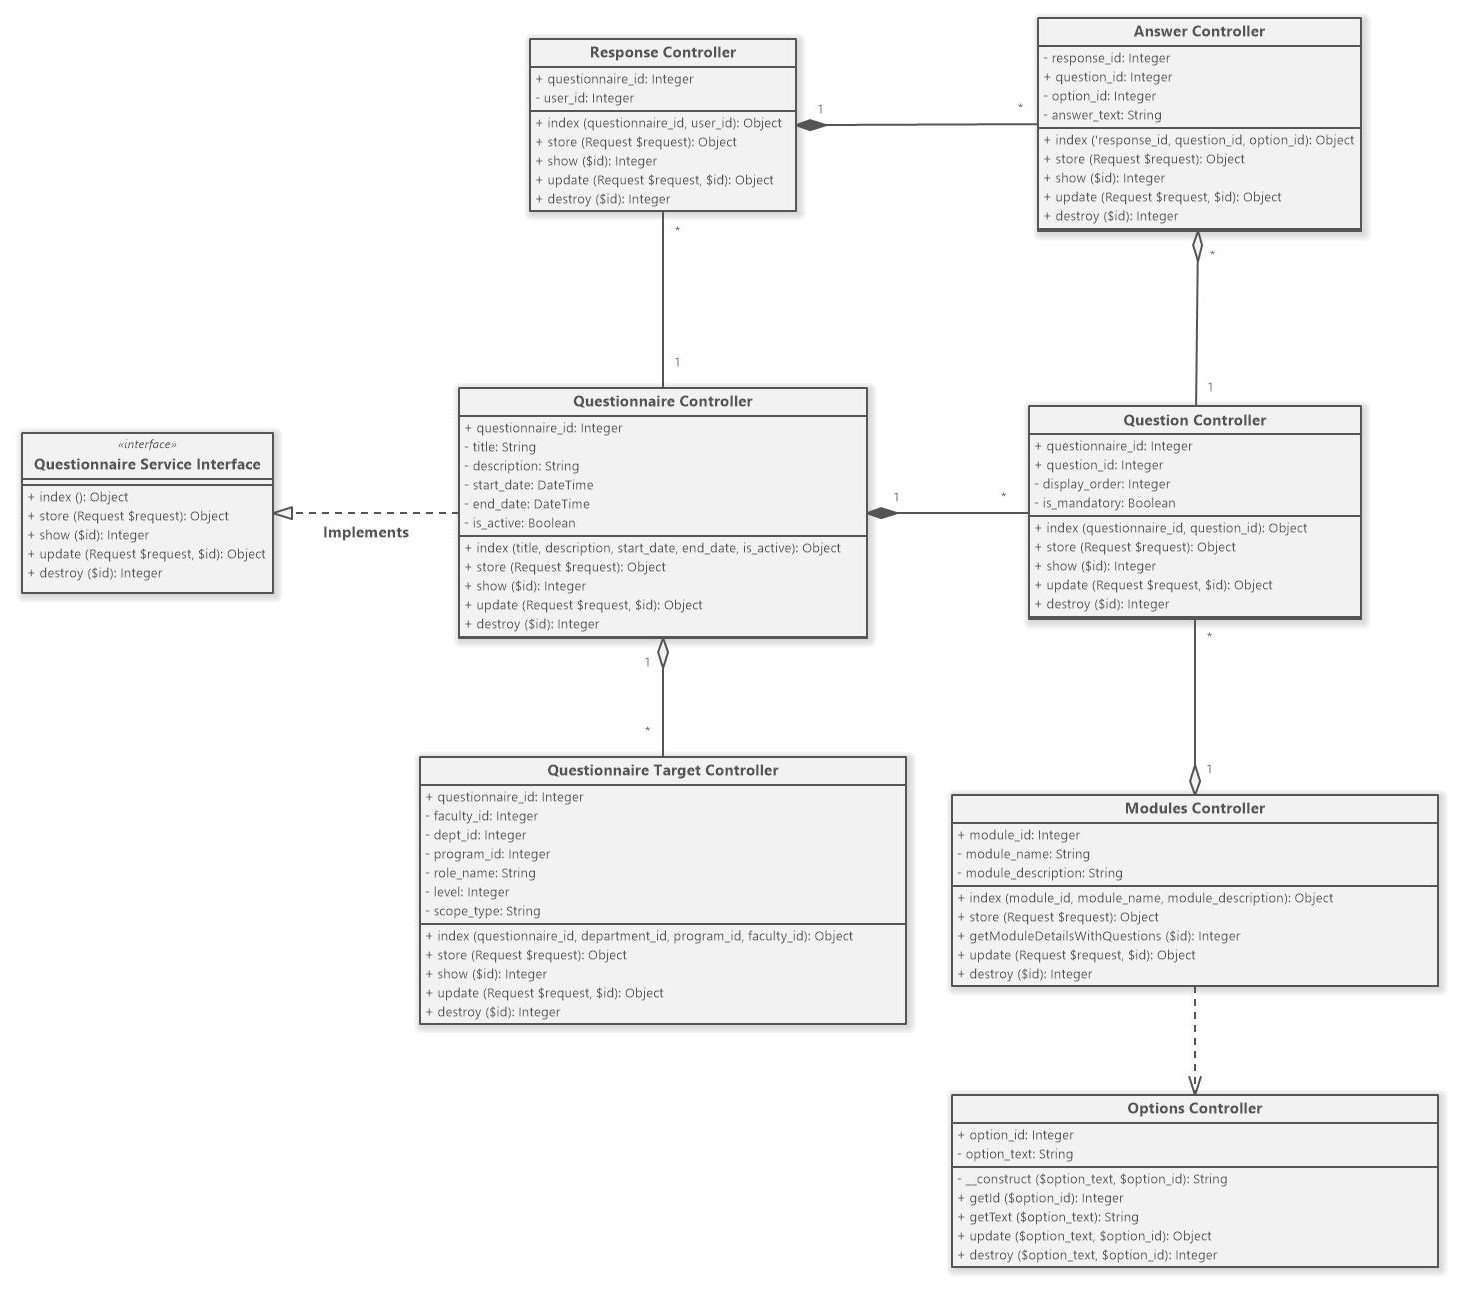 Response Controller
+ questionnaire_id: Integer
- user_id: Integer
+ index (questionnaire_id, user_id): Object
+ store (Request $request): Object
+ show ($id): Integer
+ update (Request $request, $id): Object
+ destroy ($id): Integer
1
*
Answer Controller
- response_id: Integer
+ question_id: Integer
- option_id: Integer
- answer_text: String
+ index ('response_id, question_id, option_id): Object
+ store (Request $request): Object
+ show ($id): Integer
+ update (Request $request, $id): Object
+ destroy ($id): Integer
*
1
*
1
«interface»
Questionnaire Service Interface
+ index (): Object
+ store (Request $request): Object
+ show ($id): Integer
+ update (Request $request, $id): Object
+ destroy ($id): Integer
Implements
Questionnaire Controller
+ questionnaire_id: Integer
- title: String
- description: String
- start_date: DateTime
- end_date: DateTime
- is_active: Boolean
+ index (title, description, start_date, end_date, is_active): Object
+ store (Request $request): Object
+ show ($id): Integer
+ update (Request $request, $id): Object
+ destroy ($id): Integer
1
*
Question Controller
+ questionnaire_id: Integer
+ question_id: Integer
- display_order: Integer
- is_mandatory: Boolean
+ index (questionnaire_id, question_id): Object
+ store (Request $request): Object
+ show ($id): Integer
+ update (Request $request, $id): Object
+ destroy ($id): Integer
1
*
*
1
Questionnaire Target Controller
+ questionnaire_id: Integer
- faculty_id: Integer
- dept_id: Integer
- program_id: Integer
- role_name: String
- level: Integer
- scope_type: String
+ index (questionnaire_id, department_id, program_id, faculty_id): Object
+ store (Request $request): Object
+ show ($id): Integer
+ update (Request $request, $id): Object
+ destroy ($id): Integer
Modules Controller
+ module_id: Integer
- module_name: String
- module_description: String
+ index (module_id, module_name, module_description): Object
+ store (Request $request): Object
+ getModuleDetailsWithQuestions ($id): Integer
+ update (Request $request, $id): Object
+ destroy ($id): Integer
Options Controller
+ option_id: Integer
- option_text: String
- __construct ($option_text, $option_id): String
+ getId ($option_id): Integer
+ getText ($option_text): String
+ update ($option_text, $option_id): Object
+ destroy ($option_text, $option_id): Integer